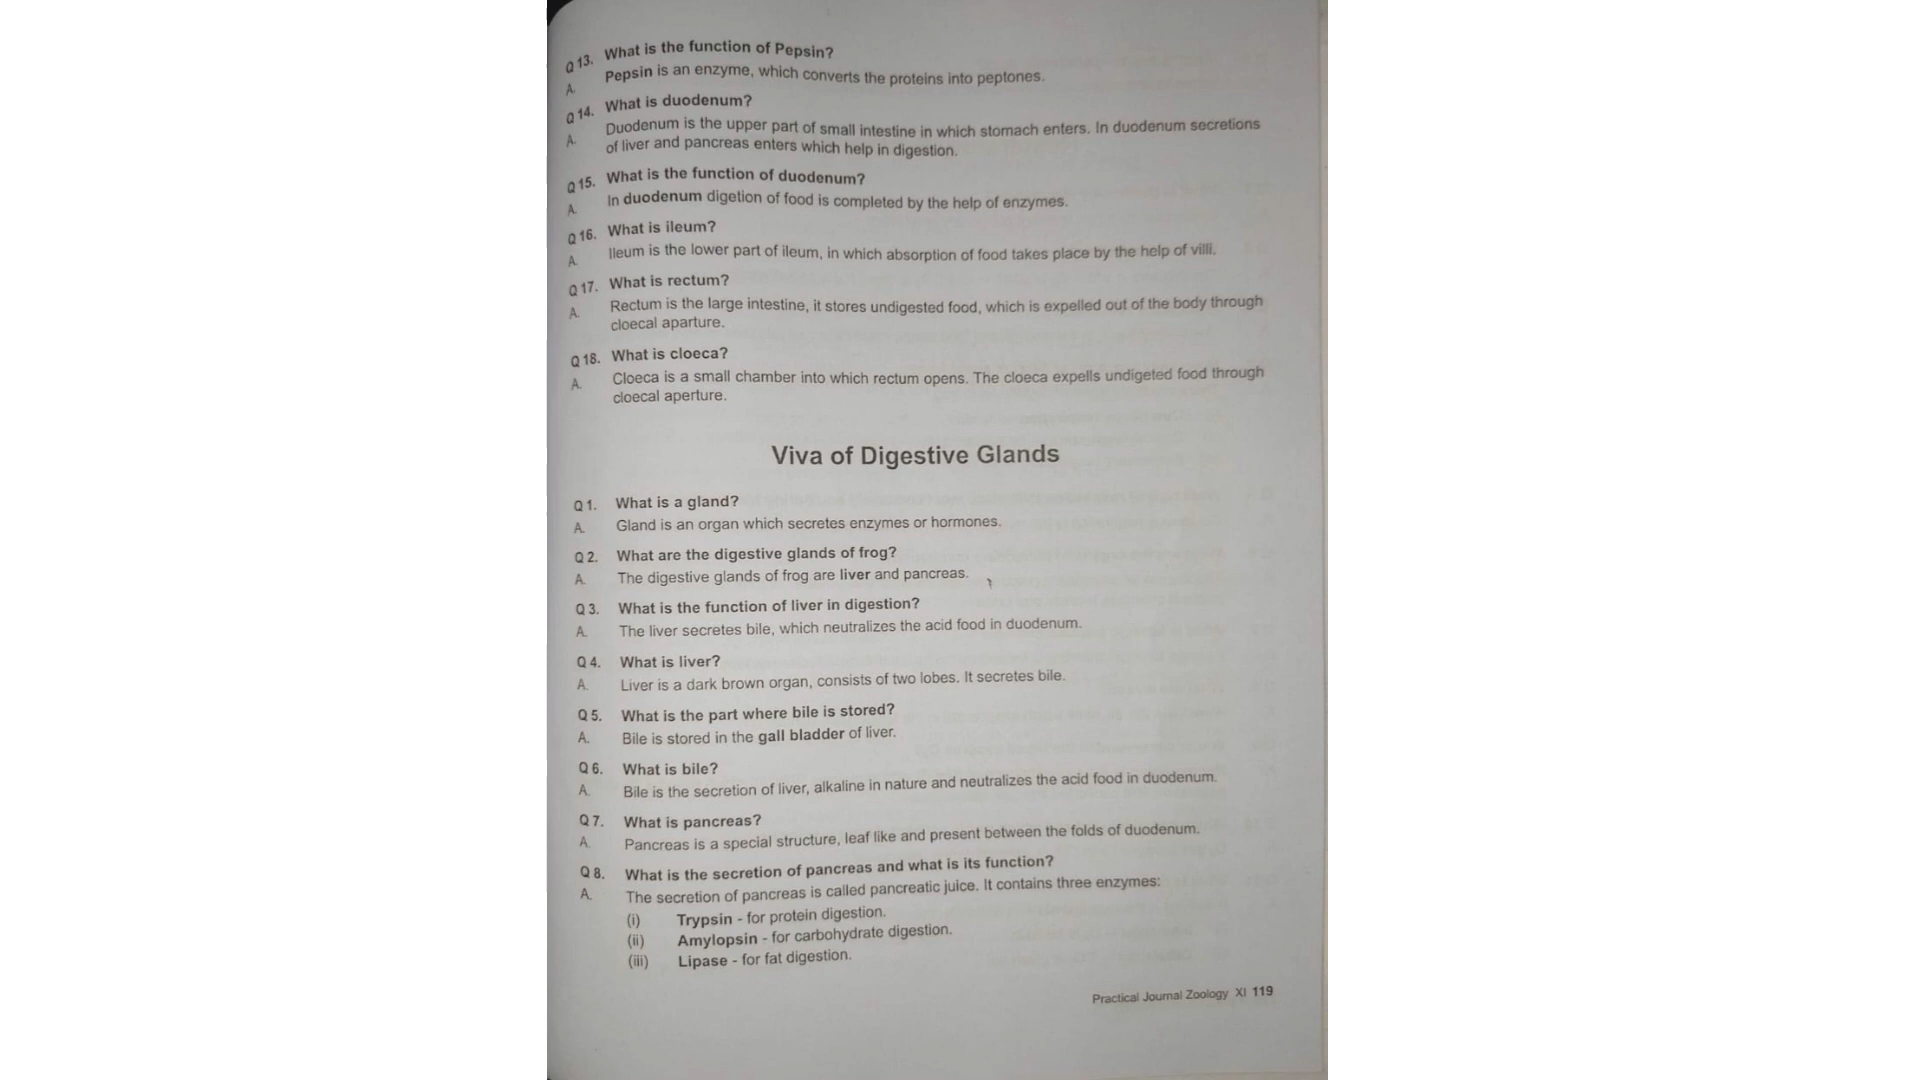 Q 13. What is the function of Pepsin?
A. Pepsin is an enzyme, which converts the proteins into peptones.
Q 14. What is duodenum?
A. Duodenum is the upper part of small intestine in which stomach enters. In duodenum secretions
of liver and pancreas enters which help in digestion.
Q 15. What is the function of duodenum?
A. In duodenum digetion of food is completed by the help of enzymes.
Q 16. What is ileum?
A. Ileum is the lower part of ileum, in which absorption of food takes place by the help of villi.
Q 17. What is rectum?
A. Rectum is the large intestine, it stores undigested food, which is expelled out of the body through
cloecal aparture.
Q 18. What is cloeca?
A. Cloeca is a small chamber into which rectum opens. The cloeca expells undigeted food through
cloecal aperture.
Viva of Digestive Glands
Q 1. What is a gland?
A. Gland is an organ which secretes enzymes or hormones.
Q 2. What are the digestive glands of frog?
A. The digestive glands of frog are liver and pancreas.
Q 3. What is the function of liver in digestion?
A. The liver secretes bile, which neutralizes the acid food in duodenum.
Q 4. What is liver?
A. Liver is a dark brown organ, consists of two lobes. It secretes bile.
Q 5. What is the part where bile is stored?
A. Bile is stored in the gall bladder of liver.
Q 6. What is bile?
A. Bile is the secretion of liver, alkaline in nature and neutralizes the acid food in duodenum.
Q 7. What is pancreas?
A. Pancreas is a special structure, leaf like and present between the folds of duodenum.
Q 8. What is the secretion of pancreas and what is its function?
A. The secretion of pancreas is called pancreatic juice. It contains three enzymes:
(i) Trypsin - for protein digestion.
(ii) Amylopsin - for carbohydrate digestion.
(iii) Lipase - for fat digestion.
Practical Journal Zoology XI 119